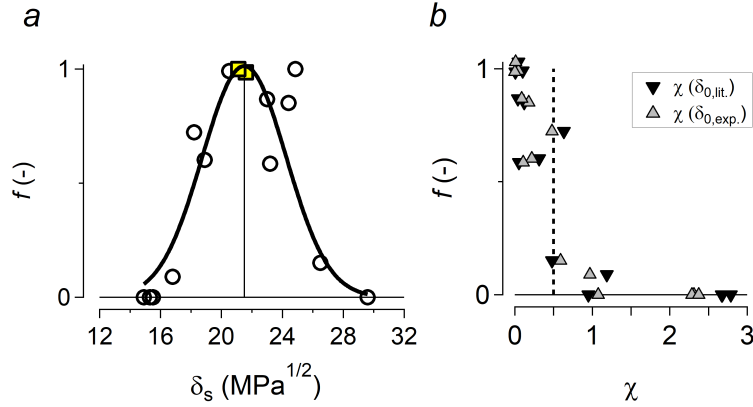 a
1
f (-)
0
12 16 20 24 28 32
δs (MPa1/2)
b
1
f (-)
0
0 1 2 3
χ
χ (δ0,lit.)
χ (δ0,exp.)